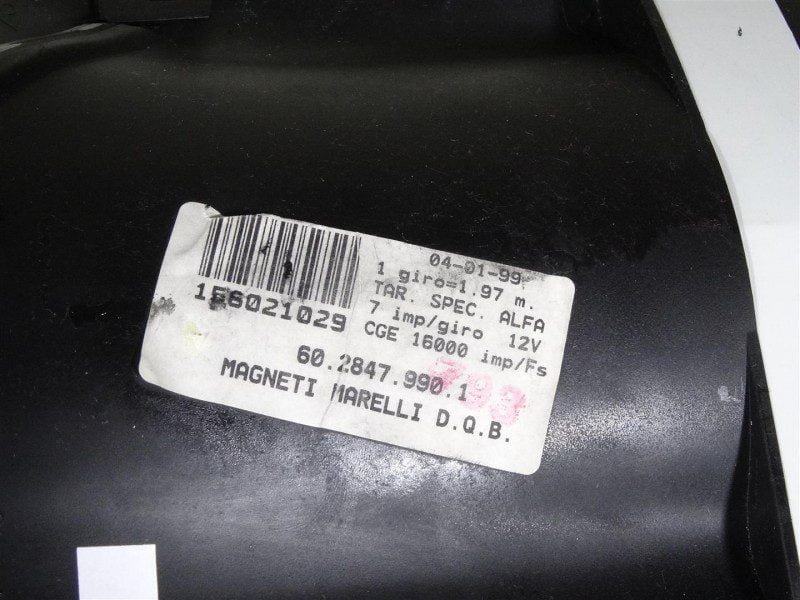 04-01-99
1 giro=1.97 m.
TAR. SPEC. ALFA
7 imp/giro 12V
CGE 16000 imp/Fs
156021029
60.2847.990.1
793
MAGNETI MARELLI D.Q.B.